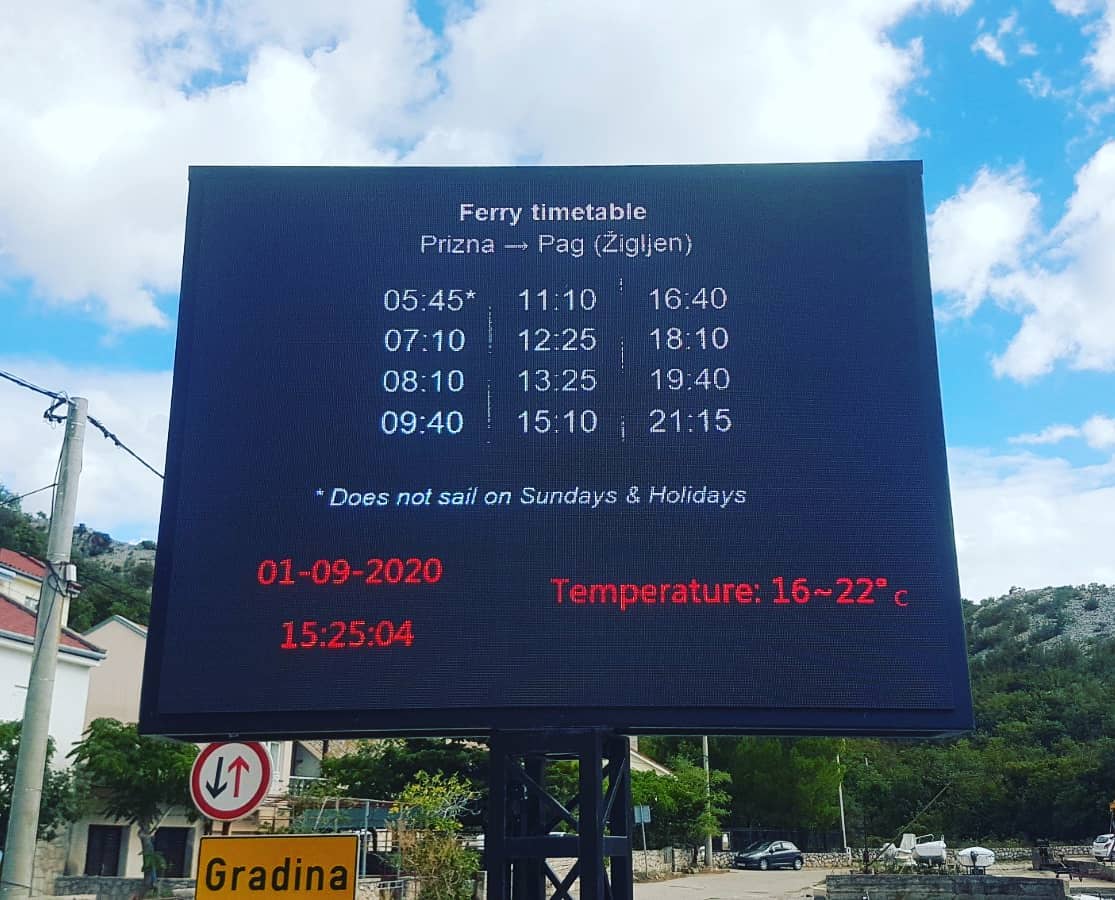 Ferry timetable
Prizna → Pag (Žigljen)
05:45* 11:10 16:40
07:10 12:25 18:10
08:10 13:25 19:40
09:40 15:10 21:15
* Does not sail on Sundays & Holidays
01-09-2020
Temperature: 16~22°c
15:25:04
Gradina